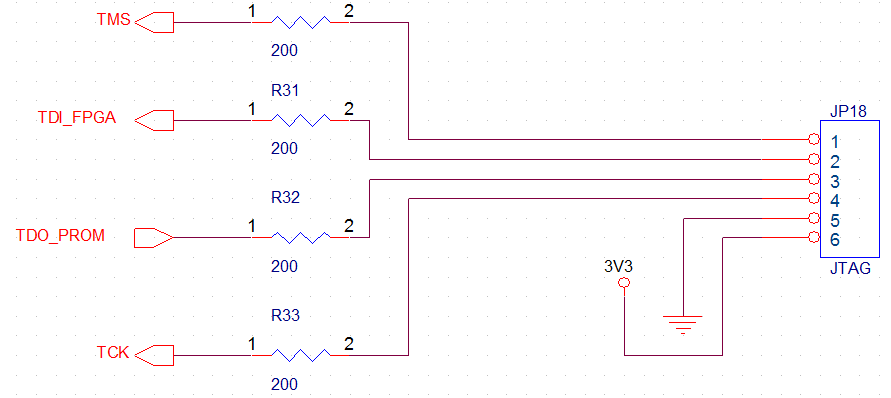 TMS 1 2
200
R31
TDI_FPGA 1 2
200
R32
TDO_PROM 1 2
200
R33
TCK 1 2
200
JP18
1
2
3
4
5
6
JTAG
3V3